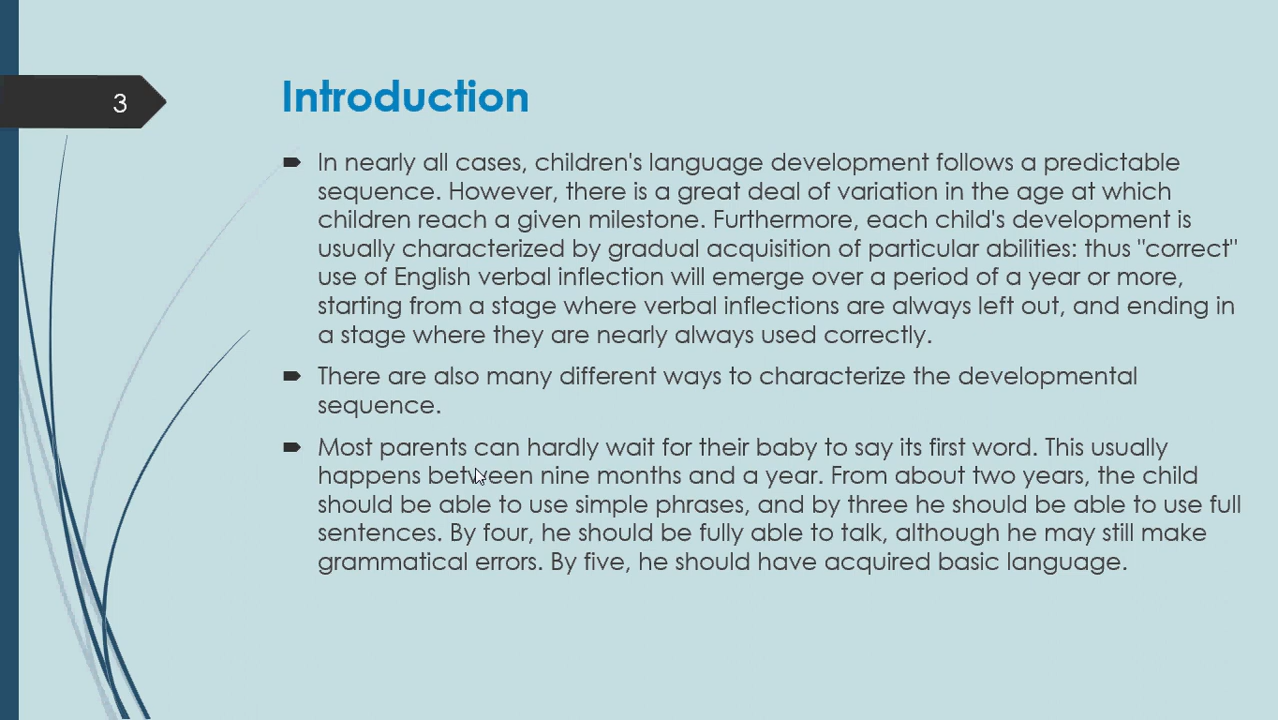 3
Introduction
In nearly all cases, children's language development follows a predictable
sequence. However, there is a great deal of variation in the age at which
children reach a given milestone. Furthermore, each child's development is
usually characterized by gradual acquisition of particular abilities: thus "correct"
use of English verbal inflection will emerge over a period of a year or more,
starting from a stage where verbal inflections are always left out, and ending in
a stage where they are nearly always used correctly.
There are also many different ways to characterize the developmental
sequence.
Most parents can hardly wait for their baby to say its first word. This usually
happens between nine months and a year. From about two years, the child
should be able to use simple phrases, and by three he should be able to use full
sentences. By four, he should be fully able to talk, although he may still make
grammatical errors. By five, he should have acquired basic language.